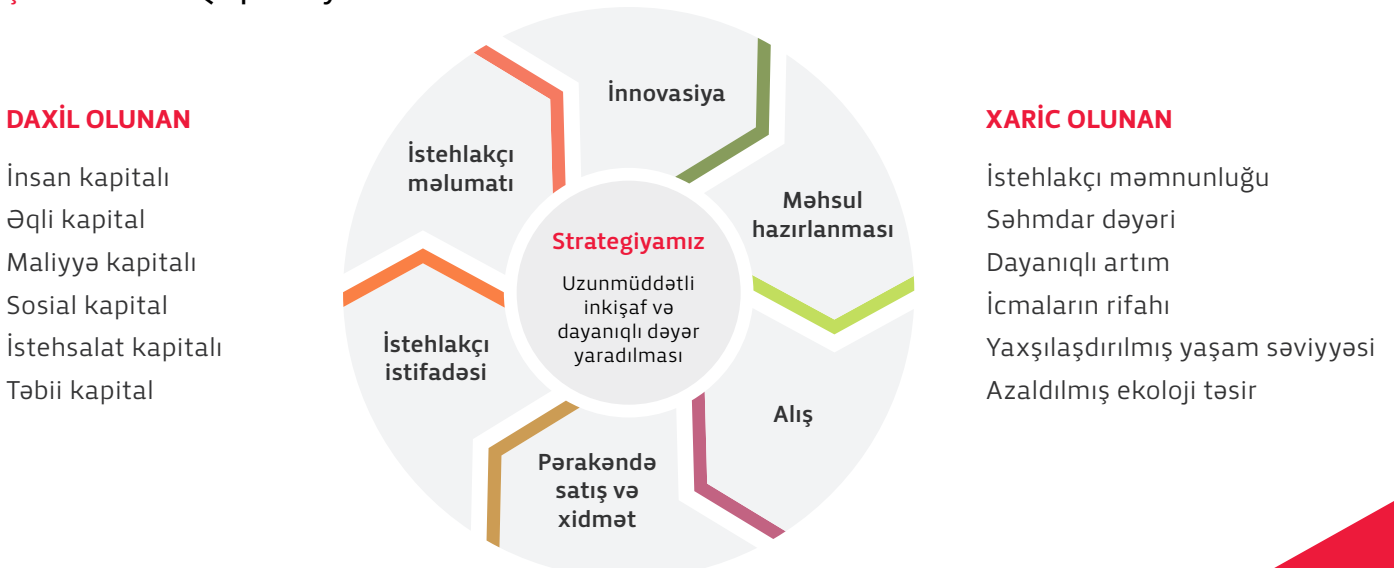 DAXİL OLUNAN
İnsan kapitalı
Əqli kapital
Maliyyə kapitalı
Sosial kapital
İstehsalat kapitalı
Təbii kapital
İnnovasiya
İstehlakçı
məlumatı
Məhsul
hazırlanması
Strategiyamız
Uzunmüddətli
inkişaf və
dayanıqlı dəyər
yaradılması
İstehlakçı
istifadəsi
Alış
Pərakəndə
satış və
xidmət
XARİC OLUNAN
İstehlakçı məmnunluğu
Səhmdar dəyəri
Dayanıqlı artım
İcmaların rifahı
Yaxşılaşdırılmış yaşam səviyyəsi
Azaldılmış ekoloji təsir